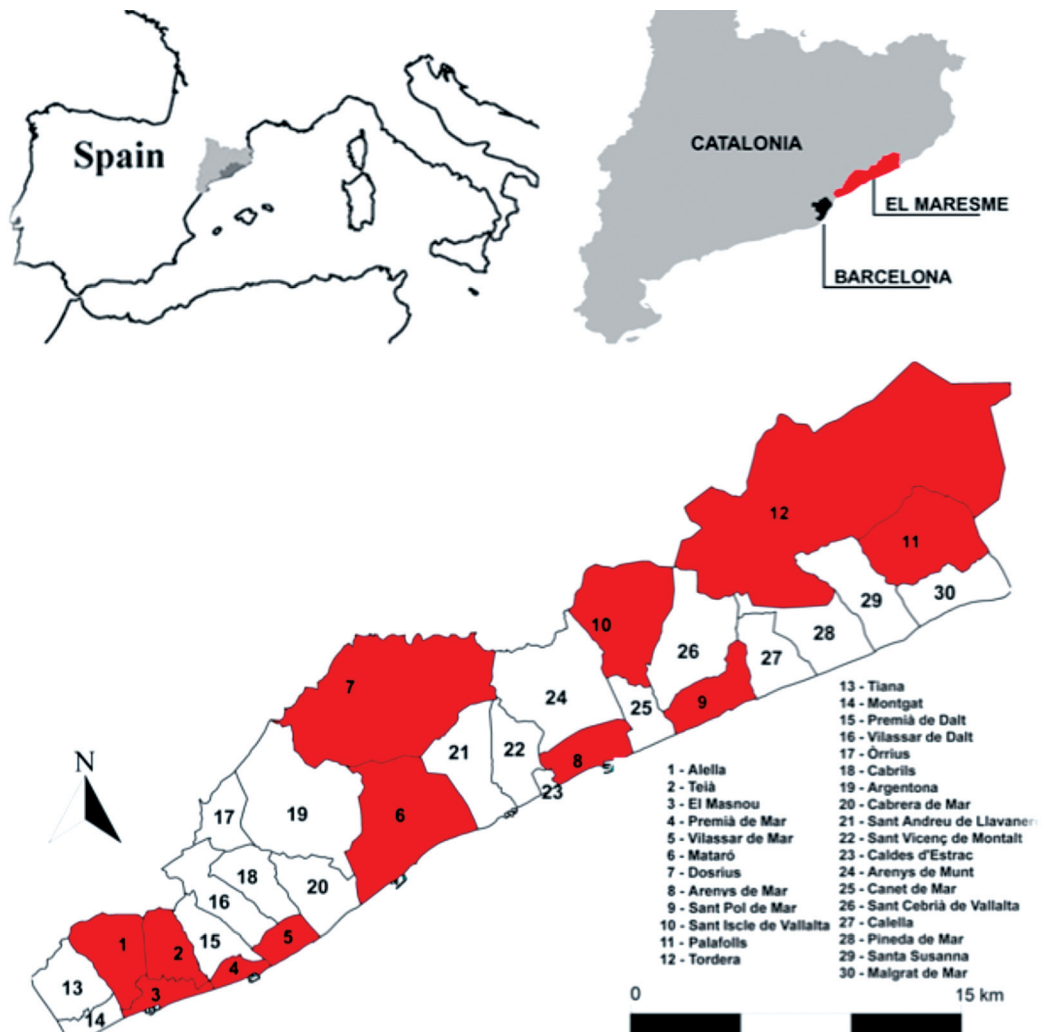 Spain
CATALONIA
EL MARESME
BARCELONA
12
11
10
29
30
26
28
27
7
9
24
25
21
22
8
23
6
17
19
18
20
16
5
15
1
2
4
3
13
14
N
1 - Alella
2 - Teià
3 - El Masnou
4 - Premià de Mar
5 - Vilassar de Mar
6 - Mataró
7 - Dosrius
8 - Arenys de Mar
9 - Sant Pol de Mar
10 - Sant Iscle de Vallalta
11 - Palafolls
12 - Tordera
13 - Tiana
14 - Montgat
15 - Premià de Dalt
16 - Vilassar de Dalt
17 - Òrrius
18 - Cabrils
19 - Argentona
20 - Cabrera de Mar
21 - Sant Andreu de Llavaner
22 - Sant Vicenç de Montalt
23 - Caldes d'Estrac
24 - Arenys de Munt
25 - Canet de Mar
26 - Sant Cebrià de Vallalta
27 - Calella
28 - Pineda de Mar
29 - Santa Susanna
30 - Malgrat de Mar
0 15 km